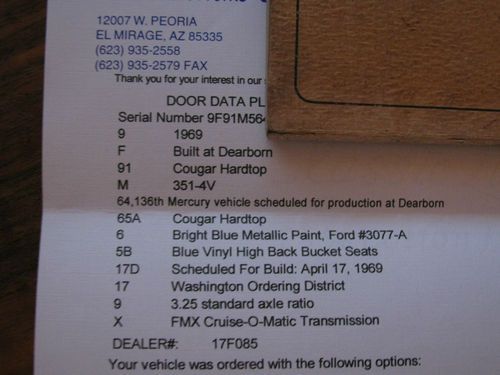 12007 W. PEORIA
EL MIRAGE, AZ 85335
(623) 935-2558
(623) 935-2579 FAX
Thank you for your interest in our
DOOR DATA PL
Serial Number 9F91M564
9 1969
F Built at Dearborn
91 Cougar Hardtop
M 351-4V
64,136th Mercury vehicle scheduled for production at Dearborn
65A Cougar Hardtop
6 Bright Blue Metallic Paint, Ford #3077-A
5B Blue Vinyl High Back Bucket Seats
17D Scheduled For Build: April 17, 1969
17 Washington Ordering District
9 3.25 standard axle ratio
X FMX Cruise-O-Matic Transmission
DEALER#: 17F085
Your vehicle was ordered with the following options: